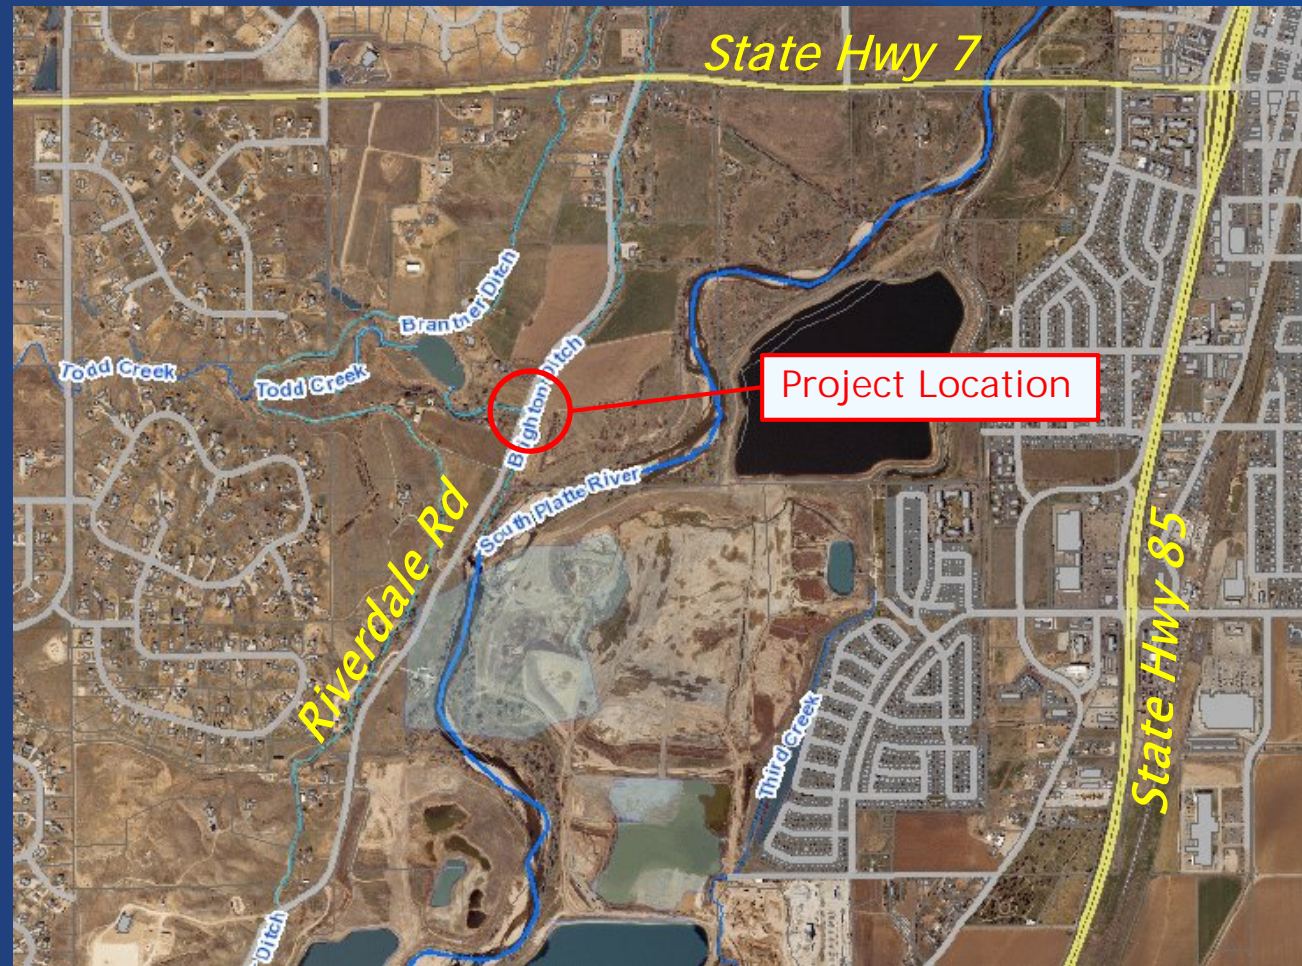 State Hwy 7
Brantner Ditch
Todd Creek
Todd Creek
Brighton Ditch
Project Location
South Platte River
Riverdale Rd
State Hwy 85
Third Creek
Ditch